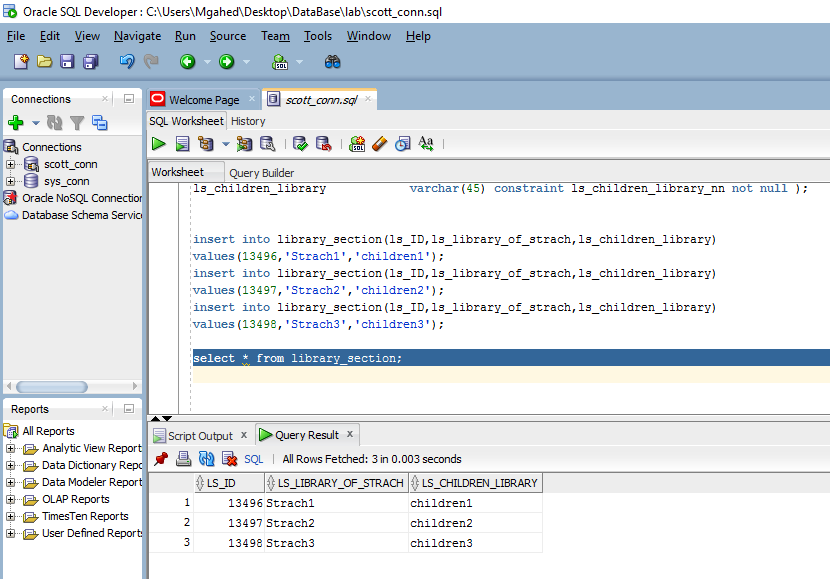 Oracle SQL Developer : C:\Users\Mgahed\Desktop\DataBase\lab\scott_conn.sql
File Edit View Navigate Run Source Team Tools Window Help
Connections
Connections
scott_conn
sys_conn
Oracle NoSQL Connection
Database Schema Servic
Reports
All Reports
Analytic View Report
Data Dictionary Repo
Data Modeler Report
OLAP Reports
TimesTen Reports
User Defined Reports
Welcome Page scott_conn.sql
SQL Worksheet History
Worksheet Query Builder
ls_children_library varchar(45) constraint ls_children_library_nn not null );
insert into library_section(ls_ID,ls_library_of_strach,ls_children_library)
values(13496,'Strach1','children1');
insert into library_section(ls_ID,ls_library_of_strach,ls_children_library)
values(13497,'Strach2','children2');
insert into library_section(ls_ID,ls_library_of_strach,ls_children_library)
values(13498,'Strach3','children3');
select * from library_section;
Script Output x Query Result x
SQL | All Rows Fetched: 3 in 0.003 seconds
LS_ID LS_LIBRARY_OF_STRACH LS_CHILDREN_LIBRARY
1 13496 Strach1 children1
2 13497 Strach2 children2
3 13498 Strach3 children3